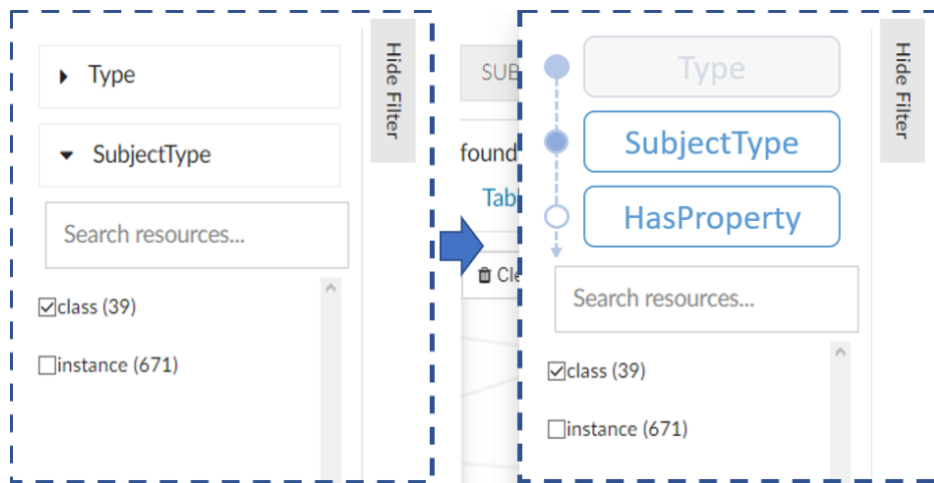 Type
SubjectType
Search resources...
class (39)
instance (671)
Hide Filter
found
Type
SubjectType
HasProperty
Search resources...
class (39)
instance (671)
Hide Filter